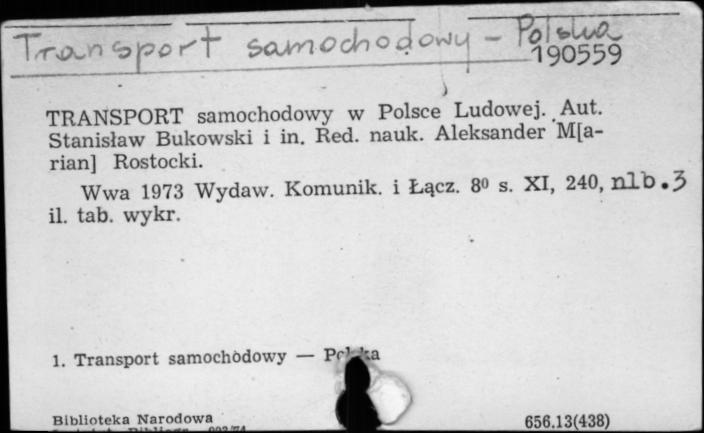 Transport samochodowy - Polska
190559
TRANSPORT samochodowy w Polsce Ludowej. Aut.
Stanisław Bukowski i in. Red. nauk. Aleksander M[a-
rian] Rostocki.
Wwa 1973 Wydaw. Komunik. i Łącz. 8⁰ s. XI, 240, nlb. 3
il. tab. wykr.
1. Transport samochodowy — Polska
Biblioteka Narodowa
656.13(438)